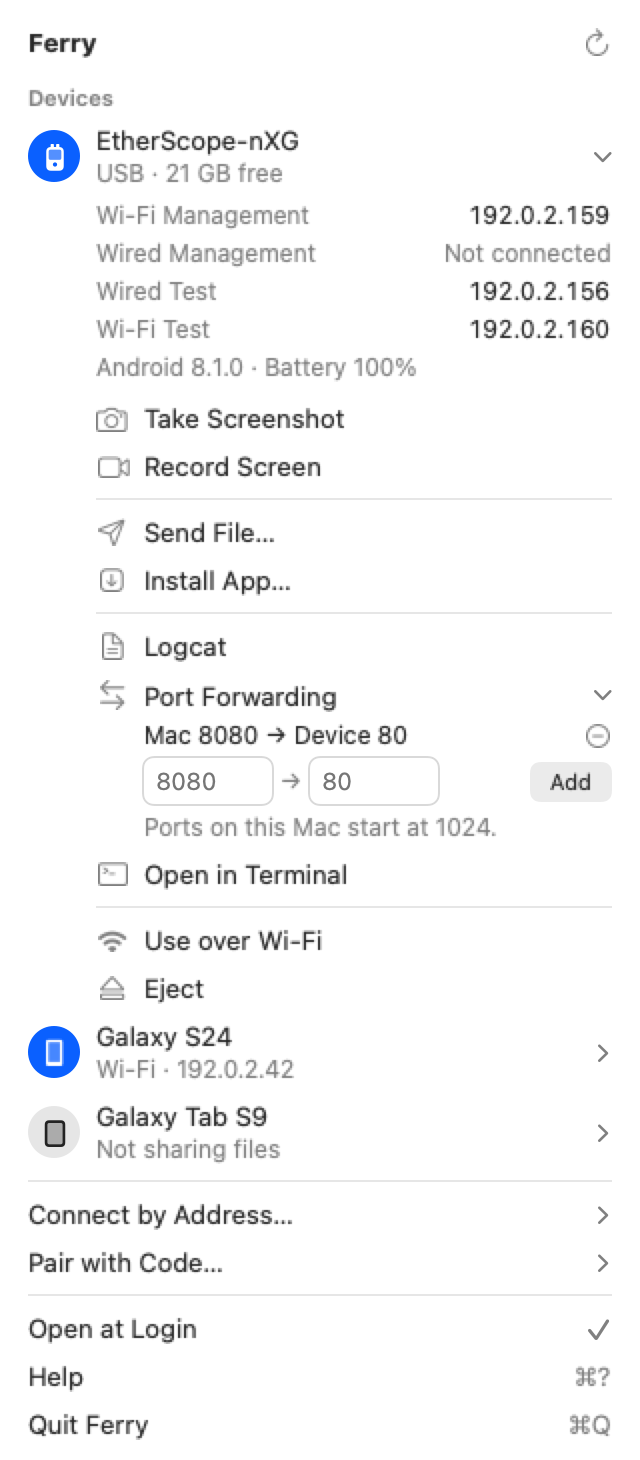 Ferry
Devices
EtherScope-nXG
USB · 21 GB free
Wi-Fi Management 192.0.2.159
Wired Management Not connected
Wired Test 192.0.2.156
Wi-Fi Test 192.0.2.160
Android 8.1.0 · Battery 100%
Take Screenshot
Record Screen
Send File...
Install App...
Logcat
Port Forwarding
Mac 8080 → Device 80
8080 → 80 Add
Ports on this Mac start at 1024.
Open in Terminal
Use over Wi-Fi
Eject
Galaxy S24
Wi-Fi · 192.0.2.42
Galaxy Tab S9
Not sharing files
Connect by Address...
Pair with Code...
Open at Login
Help ⌘?
Quit Ferry ⌘Q